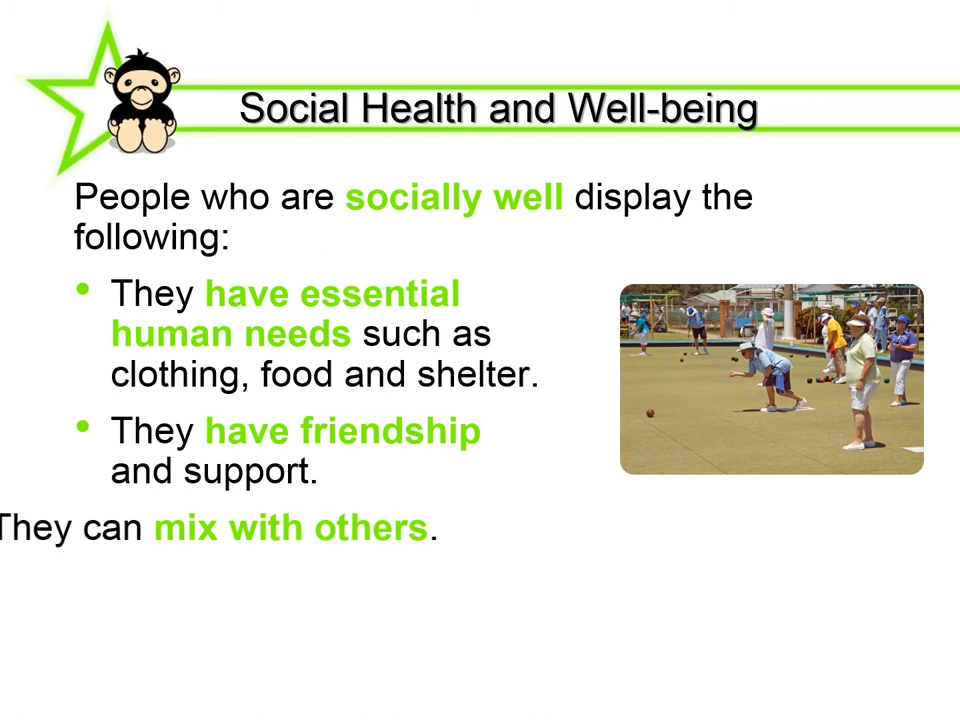 Social Health and Well-being
People who are socially well display the
following:
• They have essential
human needs such as
clothing, food and shelter.
• They have friendship
and support.
They can mix with others.